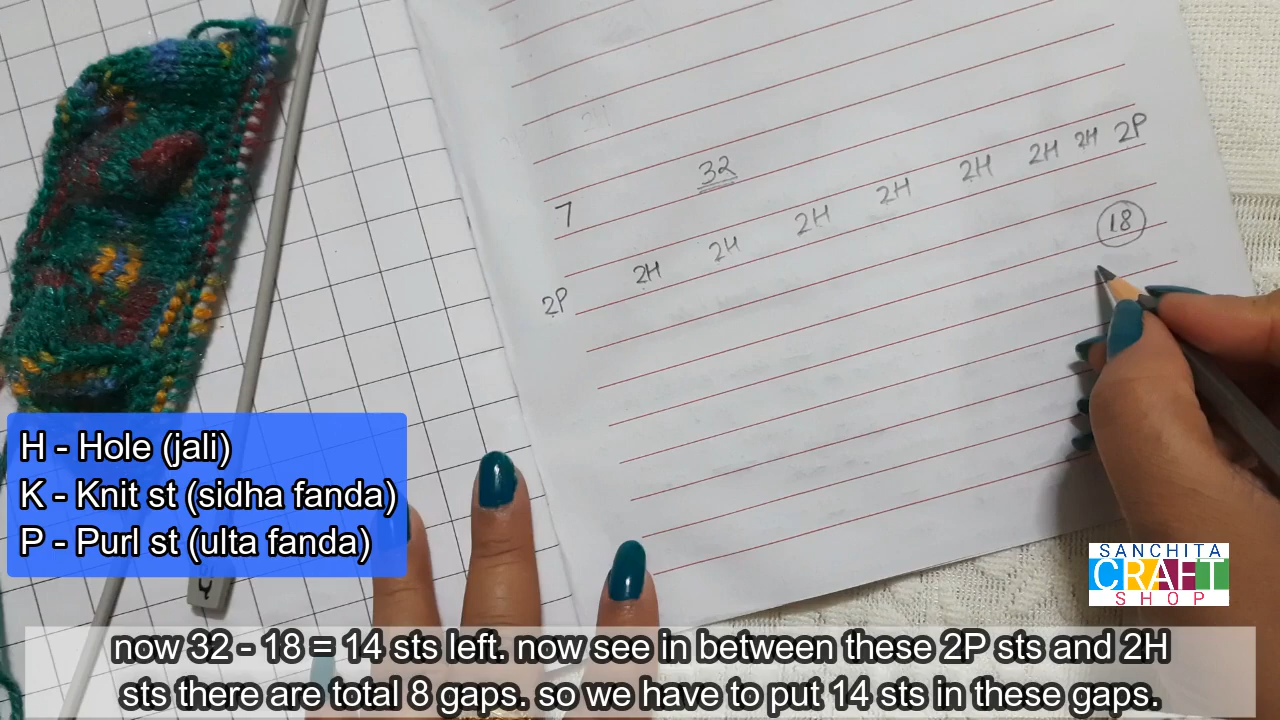 32
7
2P 2H 2H 2H 2H 2H 2H 2H 2P
18
H - Hole (jali)
K - Knit st (sidha fanda)
P - Purl st (ulta fanda)
4
SANCHITA
CRAFT
SHOP
now 32 - 18 = 14 sts left. now see in between these 2P sts and 2H
sts there are total 8 gaps. so we have to put 14 sts in these gaps.